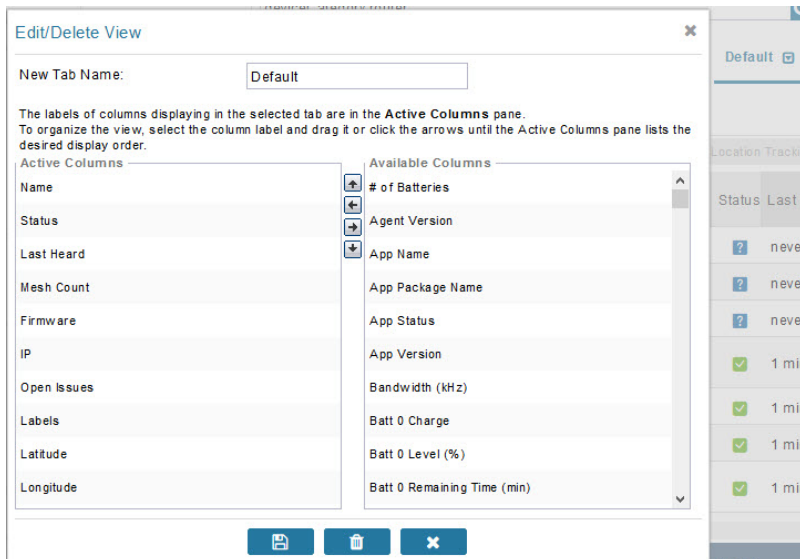 Edit/Delete View
New Tab Name:
Default
The labels of columns displaying in the selected tab are in the Active Columns pane.
To organize the view, select the column label and drag it or click the arrows until the Active Columns pane lists the
desired display order.
Active Columns
Name
Status
Last Heard
Mesh Count
Firmware
IP
Open Issues
Labels
Latitude
Longitude
Available Columns
# of Batteries
Agent Version
App Name
App Package Name
App Status
App Version
Bandwidth (kHz)
Batt 0 Charge
Batt 0 Level (%)
Batt 0 Remaining Time (min)
Default
Location Tracki
Status Last
? neve
? neve
? neve
1 mi
1 mi
1 mi
1 mi